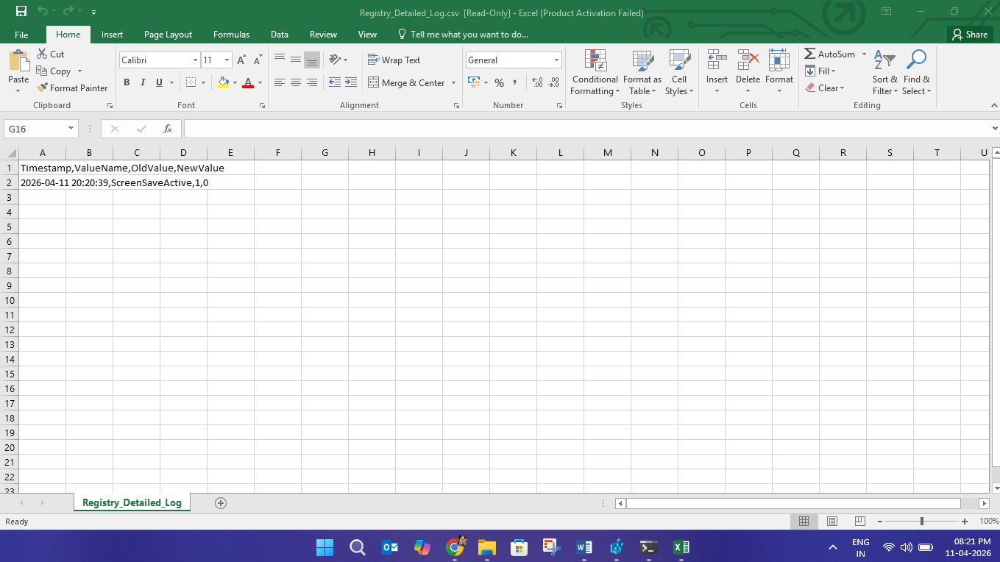 Registry_Detailed_Log.csv [Read-Only] - Excel (Product Activation Failed)
File Home Insert Page Layout Formulas Data Review View Tell me what you want to do... Share
Paste
Cut
Copy
Format Painter
Clipboard
Calibri 11
B I U A
Font
Wrap Text
Merge & Center
Alignment
General
% ,
Number
Conditional Formatting
Format as Table
Cell Styles
Styles
Insert Delete Format
Cells
AutoSum
Fill
Clear
Sort & Filter
Find & Select
Editing
G16 fx
A B C D E F G H I J K L M N O P Q R S T U
1 Timestamp,ValueName,OldValue,NewValue
2 2026-04-11 20:20:39,ScreenSaveActive,1,0
3
4
5
6
7
8
9
10
11
12
13
14
15
16
17
18
19
20
21
22
23
Registry_Detailed_Log
Ready 100%
ENG
IN
08:21 PM
11-04-2026